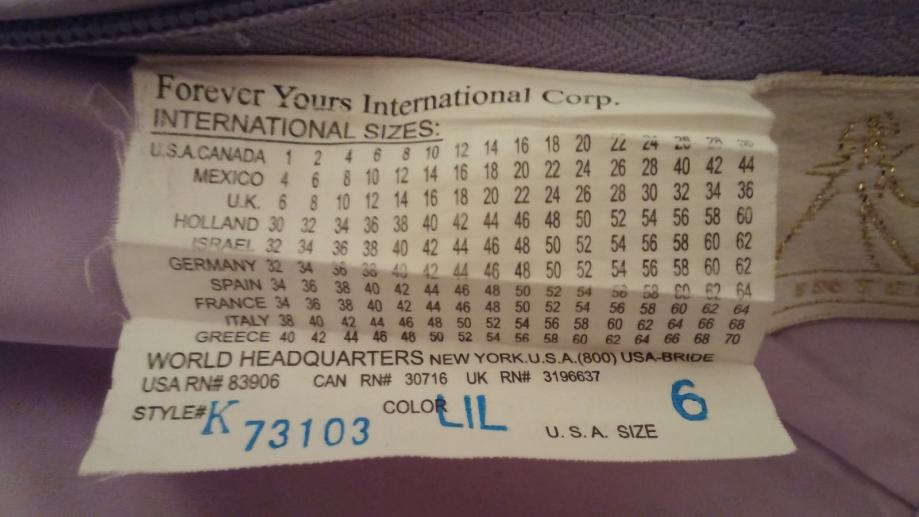 Forever Yours International Corp.
INTERNATIONAL SIZES:
U.S.A.CANADA 1 2 4 6 8 10 12 14 16 18 20 22 24 26 28 30
MEXICO 4 6 8 10 12 14 16 18 20 22 24 26 28 40 42 44
U.K. 6 8 10 12 14 16 18 20 22 24 26 28 30 32 34 36
HOLLAND 30 32 34 36 38 40 42 44 46 48 50 52 54 56 58 60
ISRAEL 32 34 36 38 40 42 44 46 48 50 52 54 56 58 60 62
GERMANY 32 34 36 38 40 42 44 46 48 50 52 54 56 58 60 62
SPAIN 34 36 38 40 42 44 46 48 50 52 54 56 58 60 62 64
FRANCE 34 36 38 40 42 44 46 48 50 52 54 56 58 60 62 64
ITALY 38 40 42 44 46 48 50 52 54 56 58 60 62 64 66 68
GREECE 40 42 44 46 48 50 52 54 56 58 60 62 64 66 68 70
WORLD HEADQUARTERS NEW YORK.U.S.A.(800) USA-BRIDE
USA RN# 83906 CAN RN# 30716 UK RN# 3196637
STYLE# K 73103 COLOR LIL U.S.A. SIZE 6